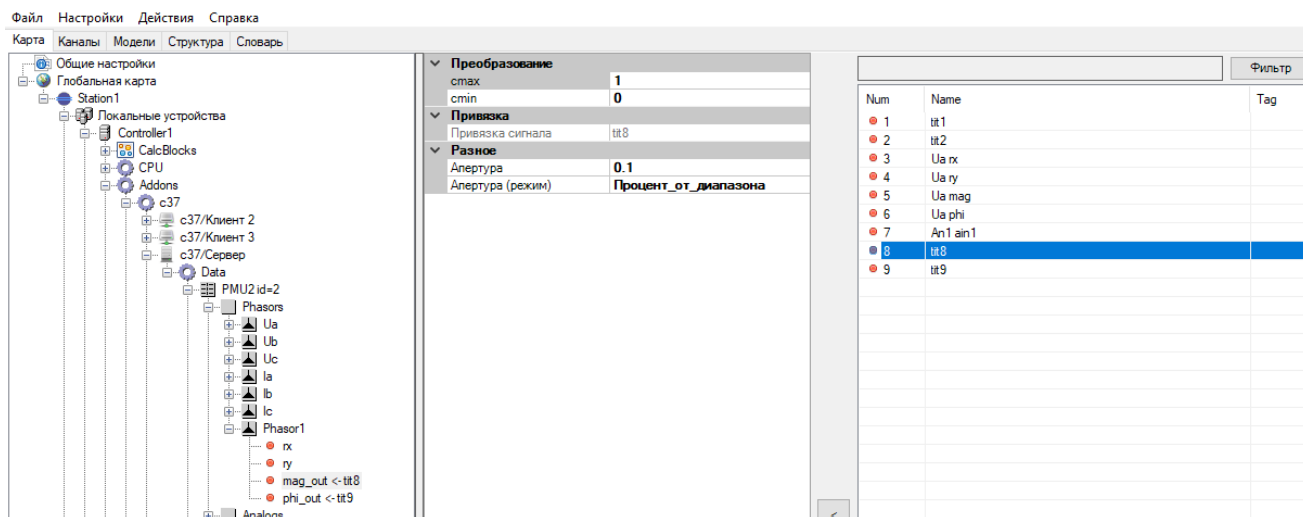 Файл Настройки Действия Справка
Карта Каналы Модели Структура Словарь
Общие настройки
Глобальная карта
Station1
Локальные устройства
Controller1
CalcBlocks
CPU
Addons
c37
c37/Клиент 2
c37/Клиент 3
c37/Сервер
Data
PMU2 id=2
Phasors
Ua
Ub
Uc
Ia
Ib
Ic
Phasor1
rx
ry
mag_out <- tit8
phi_out <- tit9
Analogs
Преобразование
cmax 1
cmin 0
Привязка
Привязка сигнала tit8
Разное
Апертура 0.1
Апертура (режим) Процент_от_диапазона
<
Фильтр
Num Name Tag
1 tit1
2 tit2
3 Ua rx
4 Ua ry
5 Ua mag
6 Ua phi
7 An1 ain1
8 tit8
9 tit9